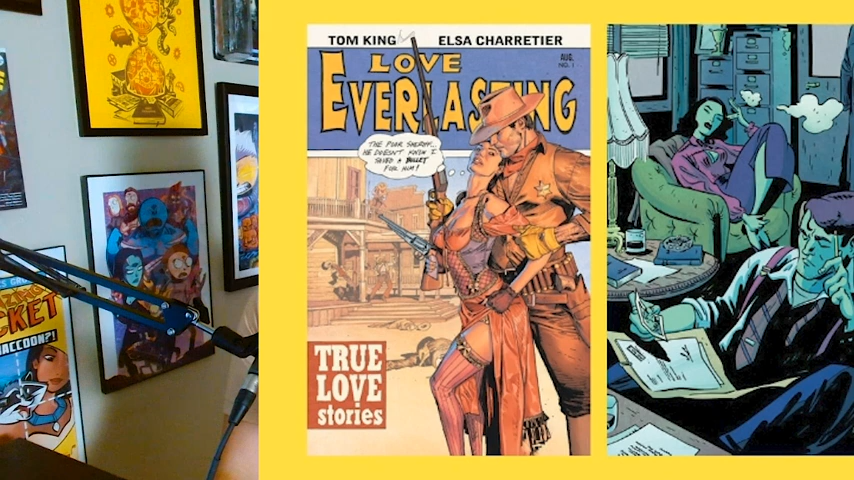 CKET
RACCOON?!
TOM KING ELSA CHARRETIER
AUG.
NO. 1
LOVE
EVERLASTING
THE POOR SHERIFF...
HE DOESN'T KNOW I
SAVED A BULLET
FOR HIM!
TRUE
LOVE
stories